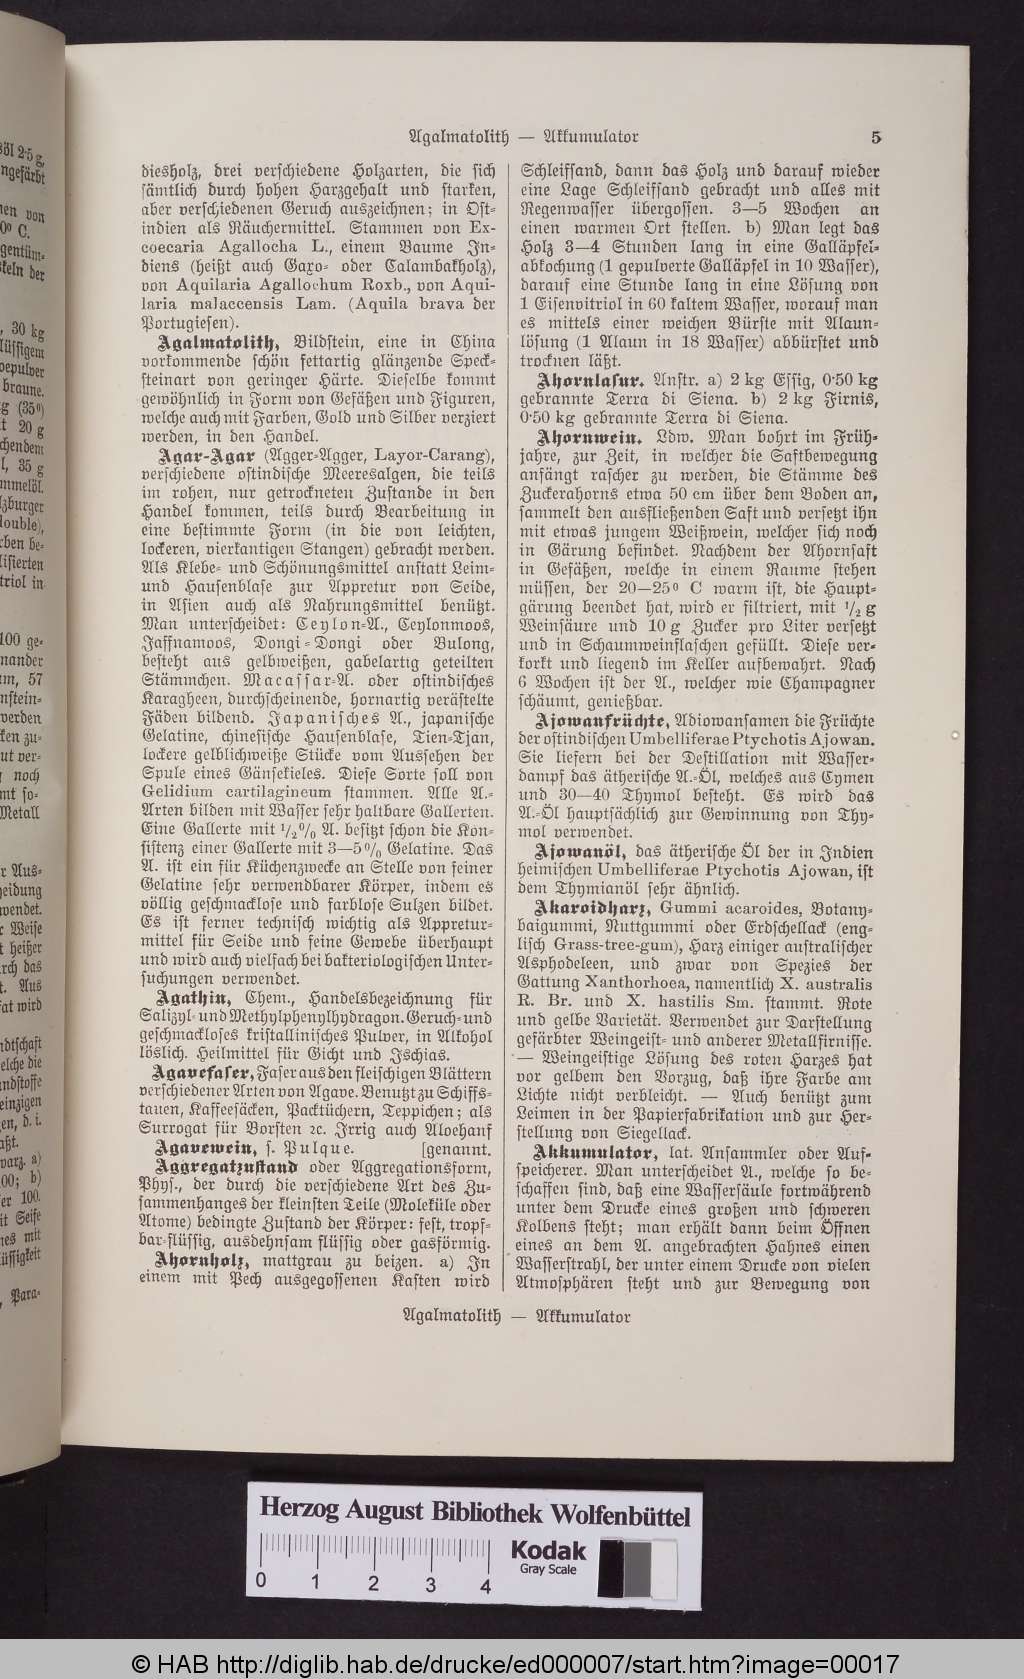 Agalmatolith — Akkumulator 5
diesholz, drei verschiedene Holzarten, die sich
sämtlich durch hohen Harzgehalt und starken,
aber verschiedenen Geruch auszeichnen; in Ost-
indien als Räuchermittel. Stammen von Ex-
coecaria Agallocha L., einem Baume In-
diens (heißt auch Garo- oder Calambakholz),
von Aquilaria Agallochum Roxb., von Aqui-
laria malaccensis Lam. (Aquila brava der
Portugiesen).
Agalmatolith, Bildstein, eine in China
vorkommende schön fettartig glänzende Speck-
steinart von geringer Härte. Dieselbe kommt
gewöhnlich in Form von Gefäßen und Figuren,
welche auch mit Farben, Gold und Silber verziert
werden, in den Handel.
Agar-Agar (Agger-Agger, Layor-Carang),
verschiedene ostindische Meeresalgen, die teils
im rohen, nur getrockneten Zustande in den
Handel kommen, teils durch Bearbeitung in
eine bestimmte Form (in die von leichten,
lockeren, vierkantigen Stangen) gebracht werden.
Als Klebe- und Schönungsmittel anstatt Leim-
und Hausenblase zur Appretur von Seide,
in Asien auch als Nahrungsmittel benützt.
Man unterscheidet: Ceylon-A., Ceylonmoos,
Jaffnamoos, Dongi-Dongi oder Bulong,
besteht aus gelbweißen, gabelartig geteilten
Stämmchen. Macassar-A. oder ostindisches
Karagheen, durchscheinende, hornartig verästelte
Fäden bildend. Japanisches A., japanische
Gelatine, chinesische Hausenblase, Tien-Tjan,
lockere gelblichweiße Stücke vom Aussehen der
Spule eines Gänsekieles. Diese Sorte soll von
Gelidium cartilagineum stammen. Alle A.-
Arten bilden mit Wasser sehr haltbare Gallerten.
Eine Gallerte mit 1/2% A. besitzt schon die Kon-
sistenz einer Gallerte mit 3—5% Gelatine. Das
A. ist ein für Küchenzwecke an Stelle von feiner
Gelatine sehr verwendbarer Körper, indem es
völlig geschmacklose und farblose Sulzen bildet.
Es ist ferner technisch wichtig als Appretur-
mittel für Seide und feine Gewebe überhaupt
und wird auch vielfach bei bakteriologischen Unter-
suchungen verwendet.
Agathin, Chem., Handelsbezeichnung für
Salizyl- und Methylphenylhydragon. Geruch- und
geschmackloses kristallinisches Pulver, in Alkohol
löslich. Heilmittel für Gicht und Ischias.
Agavefaser, Faser aus den fleischigen Blättern
verschiedener Arten von Agave. Benutzt zu Schiffs-
tauen, Kaffeesäcken, Packtüchern, Teppichen; als
Surrogat für Borsten ꝛc. Irrig auch Aloehanf
Agavewein, s. Pulque. [genannt.
Aggregatzustand oder Aggregationsform,
Phys., der durch die verschiedene Art des Zu-
sammenhanges der kleinsten Teile (Moleküle oder
Atome) bedingte Zustand der Körper: fest, tropf-
bar-flüssig, ausdehnsam flüssig oder gasförmig.
Ahornholz, mattgrau zu beizen. a) In
einem mit Pech ausgegossenen Kasten wird
Schleifsand, dann das Holz und darauf wieder
eine Lage Schleifsand gebracht und alles mit
Regenwasser übergossen. 3—5 Wochen an
einen warmen Ort stellen. b) Man legt das
Holz 3—4 Stunden lang in eine Galläpfel-
abkochung (1 gepulverte Galläpfel in 10 Wasser),
darauf eine Stunde lang in eine Lösung von
1 Eisenvitriol in 60 kaltem Wasser, worauf man
es mittels einer weichen Bürste mit Alaun-
lösung (1 Alaun in 18 Wasser) abbürstet und
trocknen läßt.
Ahornlasur. Anstr. a) 2 kg Essig, 0·50 kg
gebrannte Terra di Siena. b) 2 kg Firnis,
0·50 kg gebrannte Terra di Siena.
Ahornwein. Ldw. Man bohrt im Früh-
jahre, zur Zeit, in welcher die Saftbewegung
anfängt rascher zu werden, die Stämme des
Zuckerahorns etwa 50 cm über dem Boden an,
sammelt den ausfließenden Saft und versetzt ihn
mit etwas jungem Weißwein, welcher sich noch
in Gärung befindet. Nachdem der Ahornsaft
in Gefäßen, welche in einem Raume stehen
müssen, der 20—25° C warm ist, die Haupt-
gärung beendet hat, wird er filtriert, mit 1/2 g
Weinsäure und 10 g Zucker pro Liter versetzt
und in Schaumweinflaschen gefüllt. Diese ver-
korkt und liegend im Keller aufbewahrt. Nach
6 Wochen ist der A., welcher wie Champagner
schäumt, genießbar.
Ajowanfrüchte, Adiowansamen die Früchte
der ostindischen Umbelliferae Ptychotis Ajowan.
Sie liefern bei der Destillation mit Wasser-
dampf das ätherische A.-Öl, welches aus Cymen
und 30—40 Thymol besteht. Es wird das
A.-Öl hauptsächlich zur Gewinnung von Thy-
mol verwendet.
Ajowanöl, das ätherische Öl der in Indien
heimischen Umbelliferae Ptychotis Ajowan, ist
dem Thymianöl sehr ähnlich.
Akaroidharz, Gummi acaroides, Botany-
baigummi, Nuttgummi oder Erdschellack (eng-
lisch Grass-tree-gum), Harz einiger australischer
Asphodeleen, und zwar von Spezies der
Gattung Xanthorhoea, namentlich X. australis
R. Br. und X. hastilis Sm. stammt. Rote
und gelbe Varietät. Verwendet zur Darstellung
gefärbter Weingeist- und anderer Metallfirnisse.
— Weingeistige Lösung des roten Harzes hat
vor gelbem den Vorzug, daß ihre Farbe am
Lichte nicht verbleicht. — Auch benützt zum
Leimen in der Papierfabrikation und zur Her-
stellung von Siegellack.
Akkumulator, lat. Ansammler oder Auf-
speicherer. Man unterscheidet A., welche so be-
schaffen sind, daß eine Wassersäule fortwährend
unter dem Drucke eines großen und schweren
Kolbens steht; man erhält dann beim Öffnen
eines an dem A. angebrachten Hahnes einen
Wasserstrahl, der unter einem Drucke von vielen
Atmosphären steht und zur Bewegung von
Agalmatolith — Akkumulator
Herzog August Bibliothek Wolfenbüttel
0 1 2 3 4
Kodak
Gray Scale
© HAB http://diglib.hab.de/drucke/ed000007/start.htm?image=00017